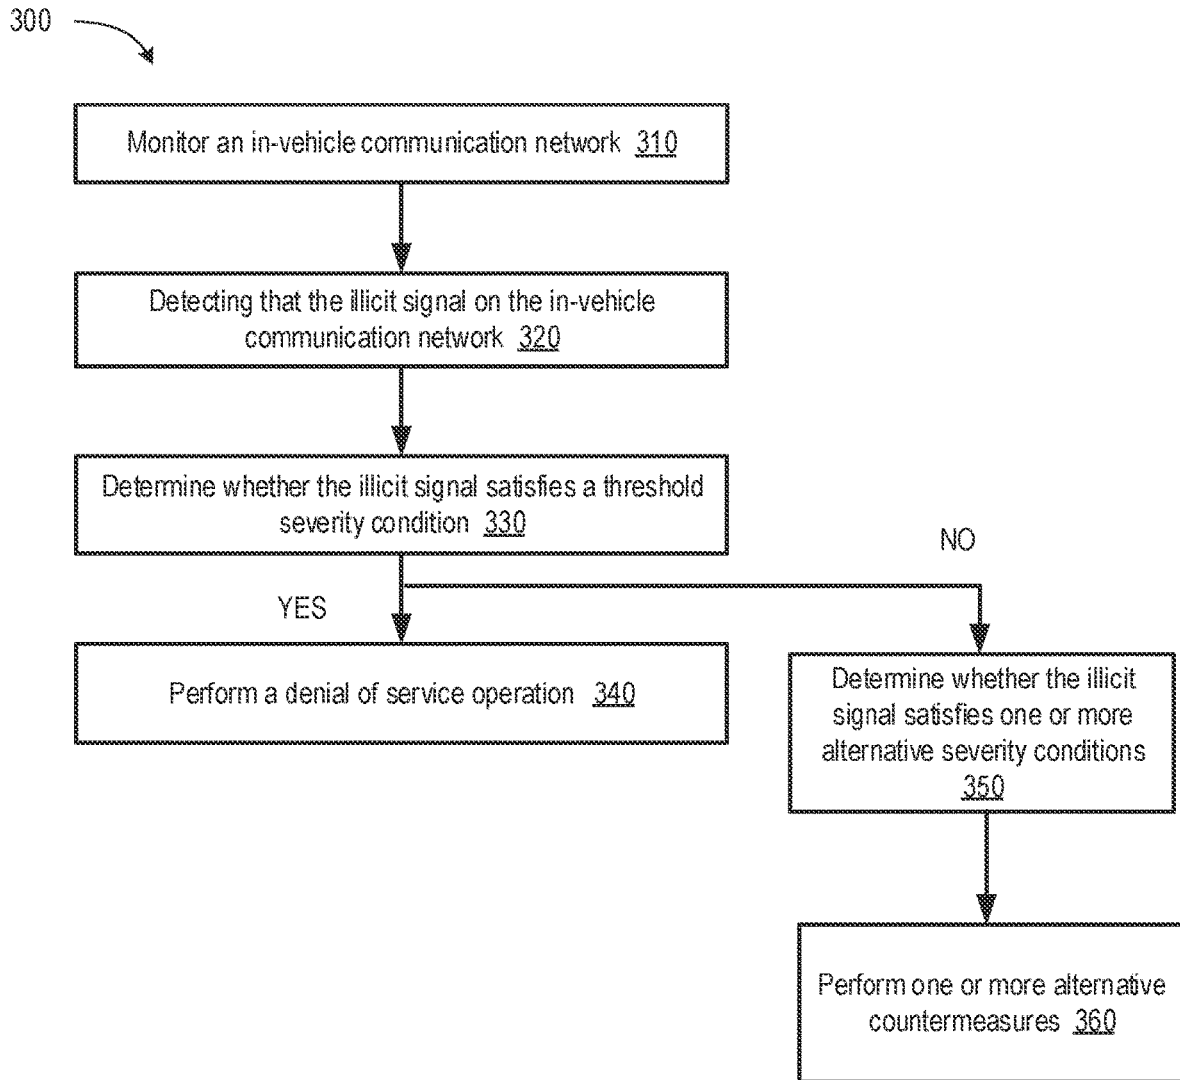 300
Monitor an in-vehicle communication network 310
Detecting that the illicit signal on the in-vehicle
communication network 320
Determine whether the illicit signal satisfies a threshold
severity condition 330
NO
YES
Perform a denial of service operation 340
Determine whether the illicit
signal satisfies one or more
alternative severity conditions
350
Perform one or more alternative
countermeasures 360